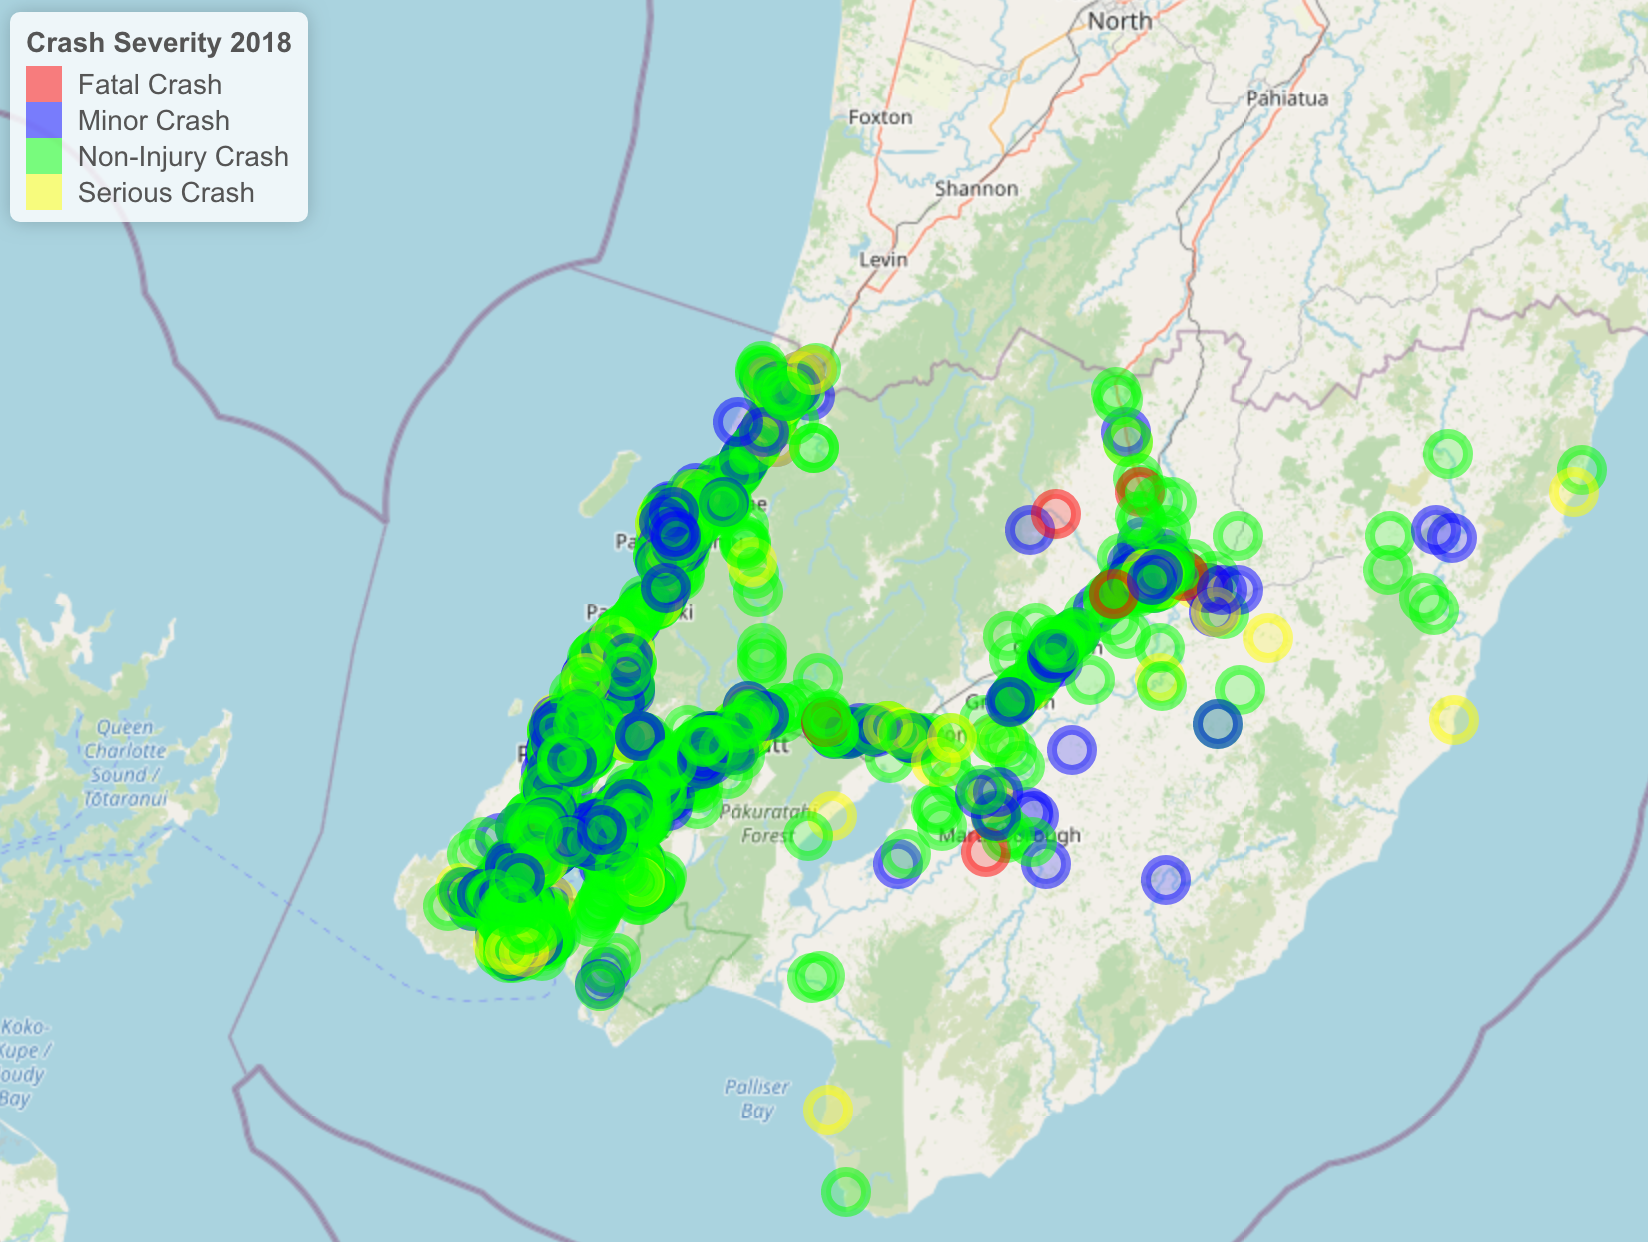 Crash Severity 2018
Fatal Crash
Minor Crash
Non-Injury Crash
Serious Crash
North
Pahiatua
Foxton
Shannon
Levin
Queen
Charlotte
Sound /
Tōtaranui
Pākuratahi
Forest
Palliser
Bay
Koko-
Kupe /
oudy
Bay